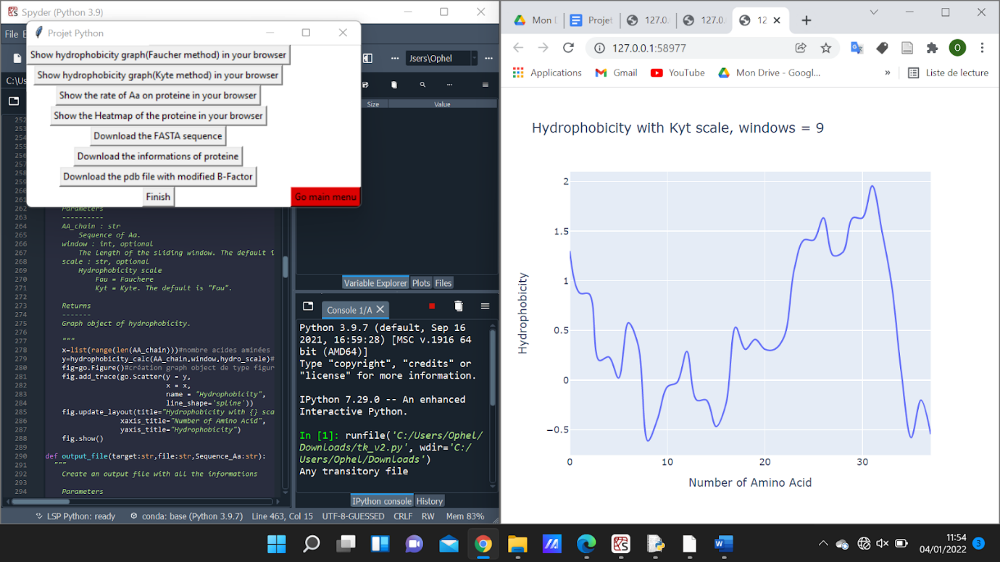 Spyder (Python 3.9)
File
Projet Python
Show hydrophobicity graph(Faucher method) in your browser
Show hydrophobicity graph(Kyte method) in your browser
Show the rate of Aa on proteine in your browser
Show the Heatmap of the proteine in your browser
Download the FASTA sequence
Download the informations of proteine
Download the pdb file with modified B-Factor
Finish
Go main menu
Jsers\Ophel
C:\Us
Size Value
252
253
254
255
256
257
258
259
260
261
262 Parameters
263 ----------
264 AA_chain : str
265 Sequence of Aa.
266 window : int, optional
267 The length of the sliding window. The default i
268 scale : str, optional
269 Hydrophobicity scale
270 Fau = Fauchere
271 Kyt = Kyte. The default is "Fau".
272
273 Returns
274 -------
275 Graph object of hydrophobicity.
276
277 """
278 x=list(range(len(AA_chain)))#nombre acides aminées
279 y=hydrophobicity_calc(AA_chain,window,hydro_scale)#
280 fig=go.Figure()#création graph object de type figur
281 fig.add_trace(go.Scatter(y = y,
282 x = x,
283 name = "Hydrophobicity",
284 line_shape='spline'))
285 fig.update_layout(title="Hydrophobicity with {} sca
286 xaxis_title="Number of Amino Acid",
287 yaxis_title="Hydrophobicity")
288 fig.show()
289
290 def output_file(target:str,file:str,Sequence_Aa:str):
291 """
292 Create an output file with all the informations
293
294 Parameters
Variable Explorer Plots Files
Console 1/A
Python 3.9.7 (default, Sep 16
2021, 16:59:28) [MSC v.1916 64
bit (AMD64)]
Type "copyright", "credits" or
"license" for more information.
IPython 7.29.0 -- An enhanced
Interactive Python.
In [1]: runfile('C:/Users/Ophel/
Downloads/tk_v2.py', wdir='C:/
Users/Ophel/Downloads')
Any transitory file
IPython console History
LSP Python: ready conda: base (Python 3.9.7) Line 463, Col 15 UTF-8-GUESSED CRLF RW Mem 83%
Mon D Projet 127.0. 127.0. 12
127.0.0.1:58977
O
Applications Gmail YouTube Mon Drive - Googl... » Liste de lecture
Hydrophobicity with Kyt scale, windows = 9
2
1.5
1
0.5
0
−0.5
Hydrophobicity
0 10 20 30
Number of Amino Acid
11:54
04/01/2022
3